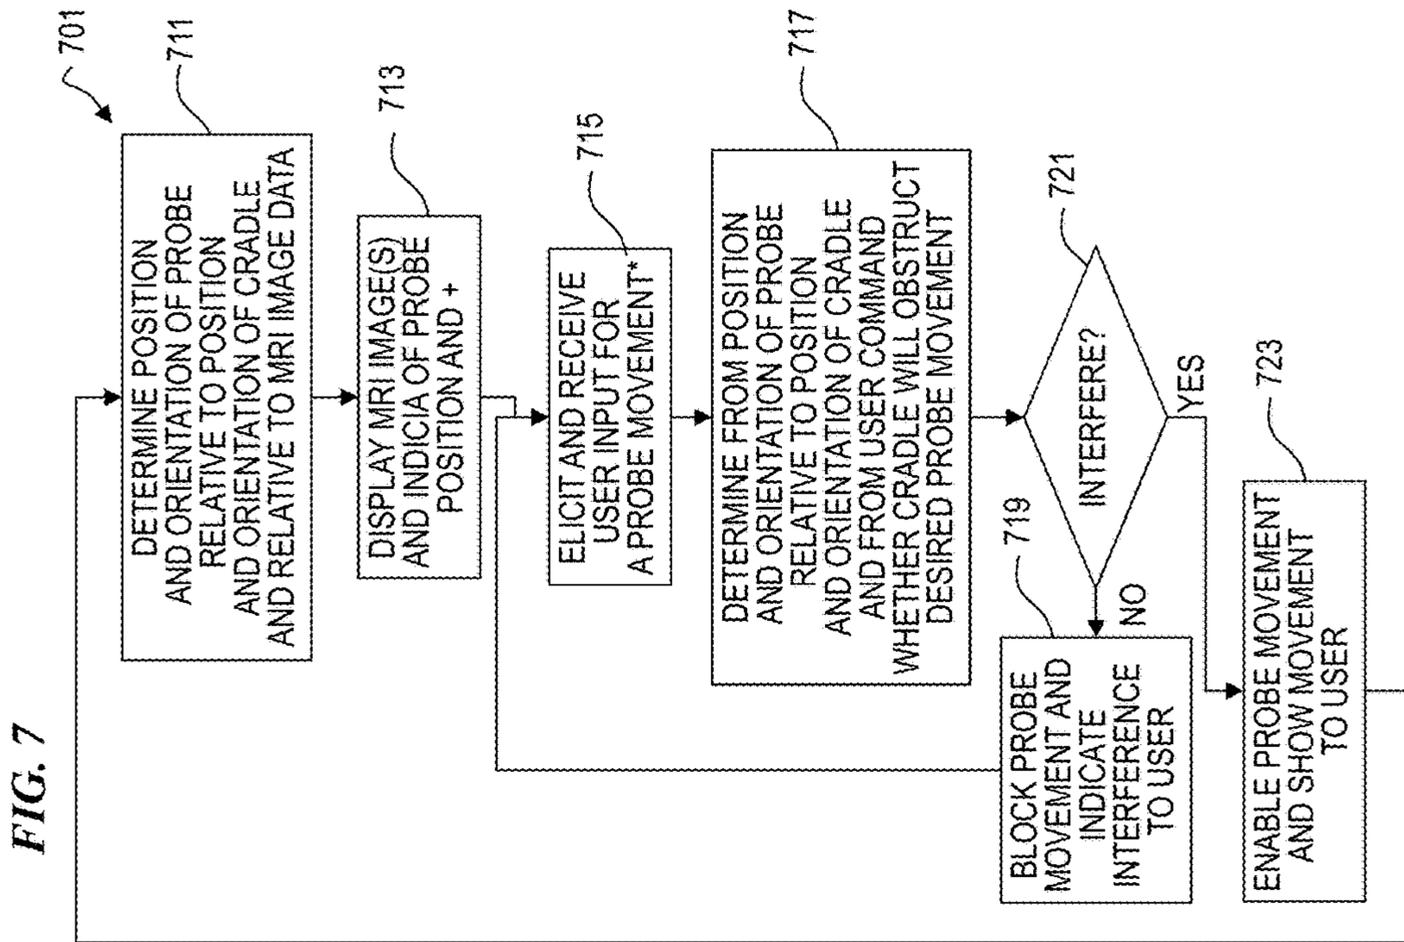 FIG. 7
701
711
DETERMINE POSITION
AND ORIENTATION OF PROBE
RELATIVE TO POSITION
AND ORIENTATION OF CRADLE
AND RELATIVE TO MRI IMAGE DATA
713
DISPLAY MRI IMAGE(S)
AND INDICIA OF PROBE
POSITION AND +
715
ELICIT AND RECEIVE
USER INPUT FOR
A PROBE MOVEMENT*
717
DETERMINE FROM POSITION
AND ORIENTATION OF PROBE
RELATIVE TO POSITION
AND ORIENTATION OF CRADLE
AND FROM USER COMMAND
WHETHER CRADLE WILL OBSTRUCT
DESIRED PROBE MOVEMENT
721
INTERFERE?
NO
YES
719
BLOCK PROBE
MOVEMENT AND
INDICATE
INTERFERENCE
TO USER
723
ENABLE PROBE MOVEMENT
AND SHOW MOVEMENT
TO USER